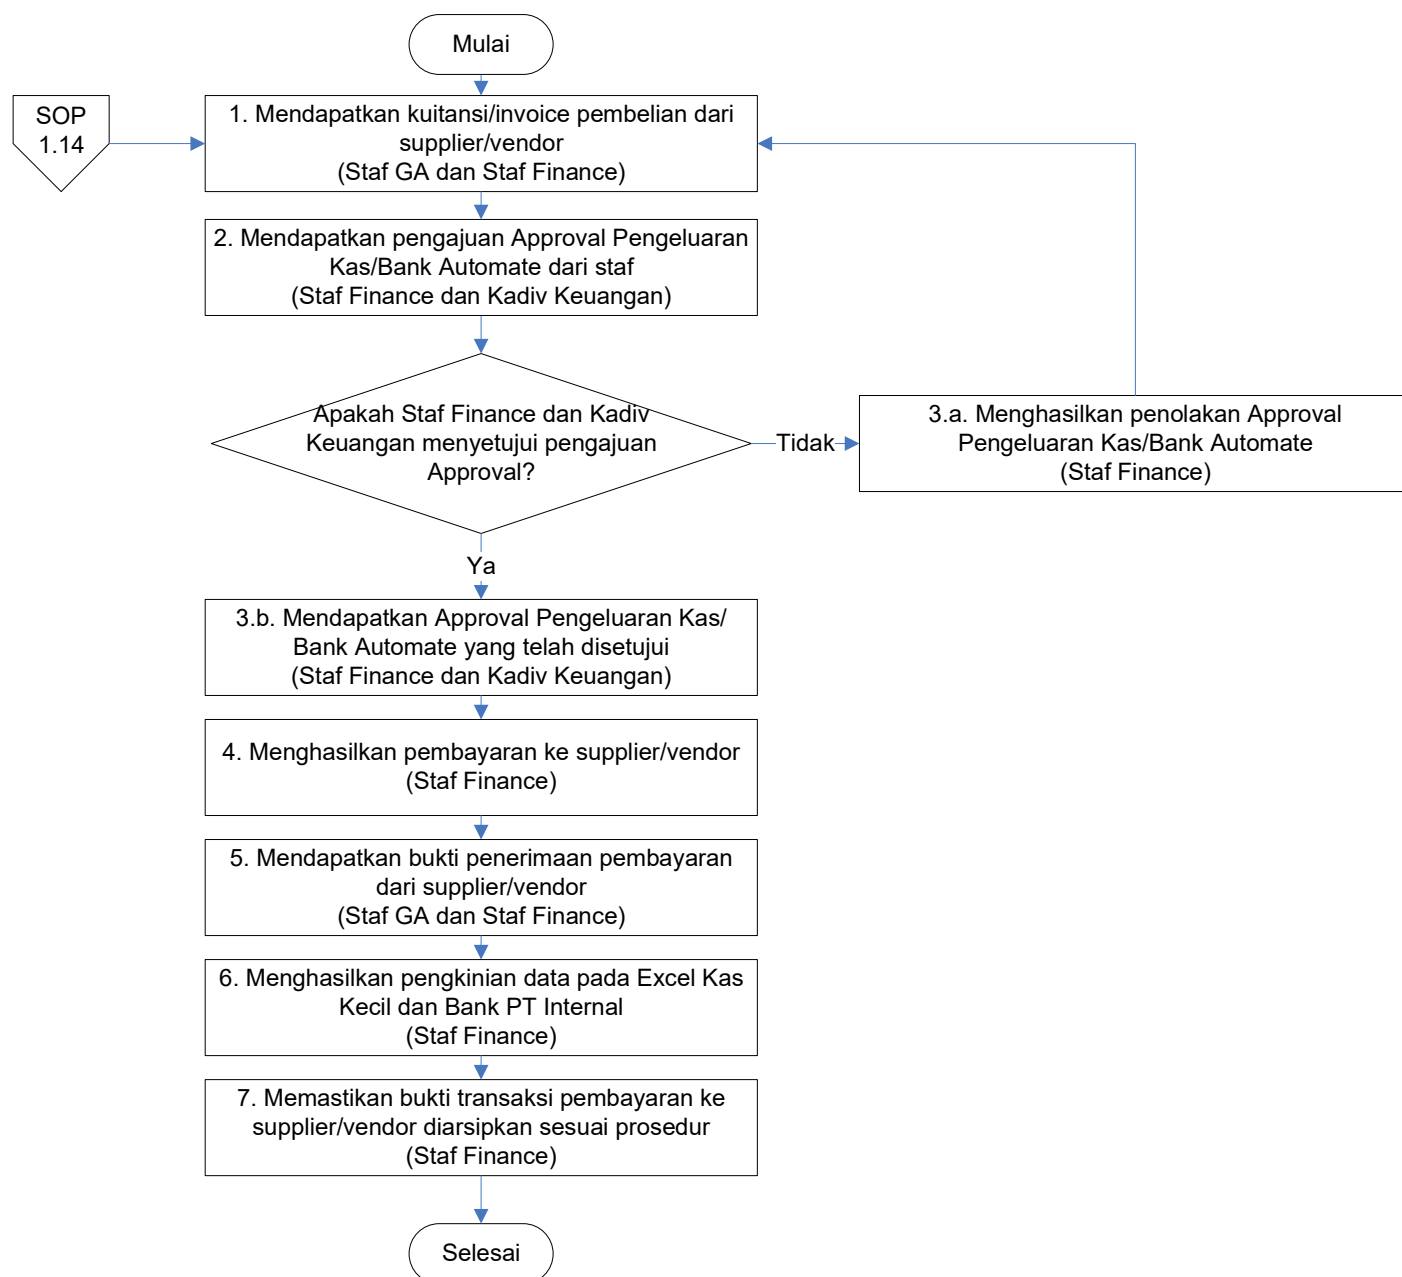 Mulai
SOP
1.14
1. Mendapatkan kuitansi/invoice pembelian dari
supplier/vendor
(Staf GA dan Staf Finance)
2. Mendapatkan pengajuan Approval Pengeluaran
Kas/Bank Automate dari staf
(Staf Finance dan Kadiv Keuangan)
Apakah Staf Finance dan Kadiv
Keuangan menyetujui pengajuan
Approval?
Tidak
3.a. Menghasilkan penolakan Approval
Pengeluaran Kas/Bank Automate
(Staf Finance)
Ya
3.b. Mendapatkan Approval Pengeluaran Kas/
Bank Automate yang telah disetujui
(Staf Finance dan Kadiv Keuangan)
4. Menghasilkan pembayaran ke supplier/vendor
(Staf Finance)
5. Mendapatkan bukti penerimaan pembayaran
dari supplier/vendor
(Staf GA dan Staf Finance)
6. Menghasilkan pengkinian data pada Excel Kas
Kecil dan Bank PT Internal
(Staf Finance)
7. Memastikan bukti transaksi pembayaran ke
supplier/vendor diarsipkan sesuai prosedur
(Staf Finance)
Selesai